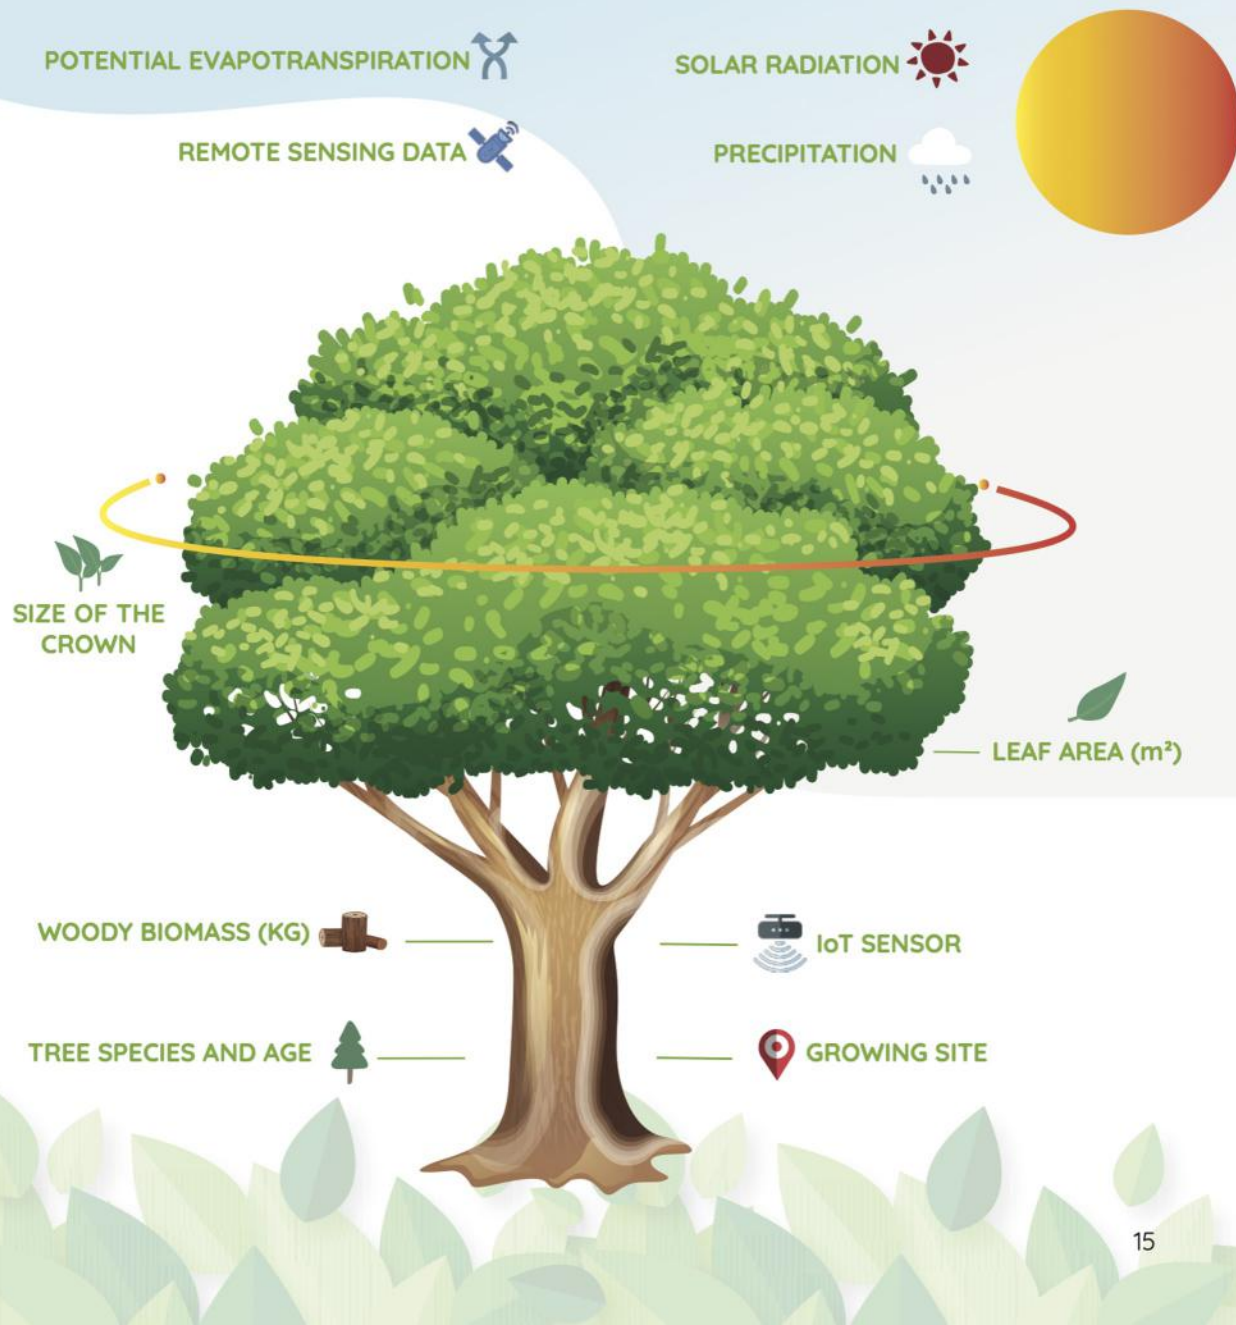 POTENTIAL EVAPOTRANSPIRATION
SOLAR RADIATION
REMOTE SENSING DATA
PRECIPITATION
SIZE OF THE
CROWN
LEAF AREA (m²)
WOODY BIOMASS (KG)
IoT SENSOR
TREE SPECIES AND AGE
GROWING SITE
15